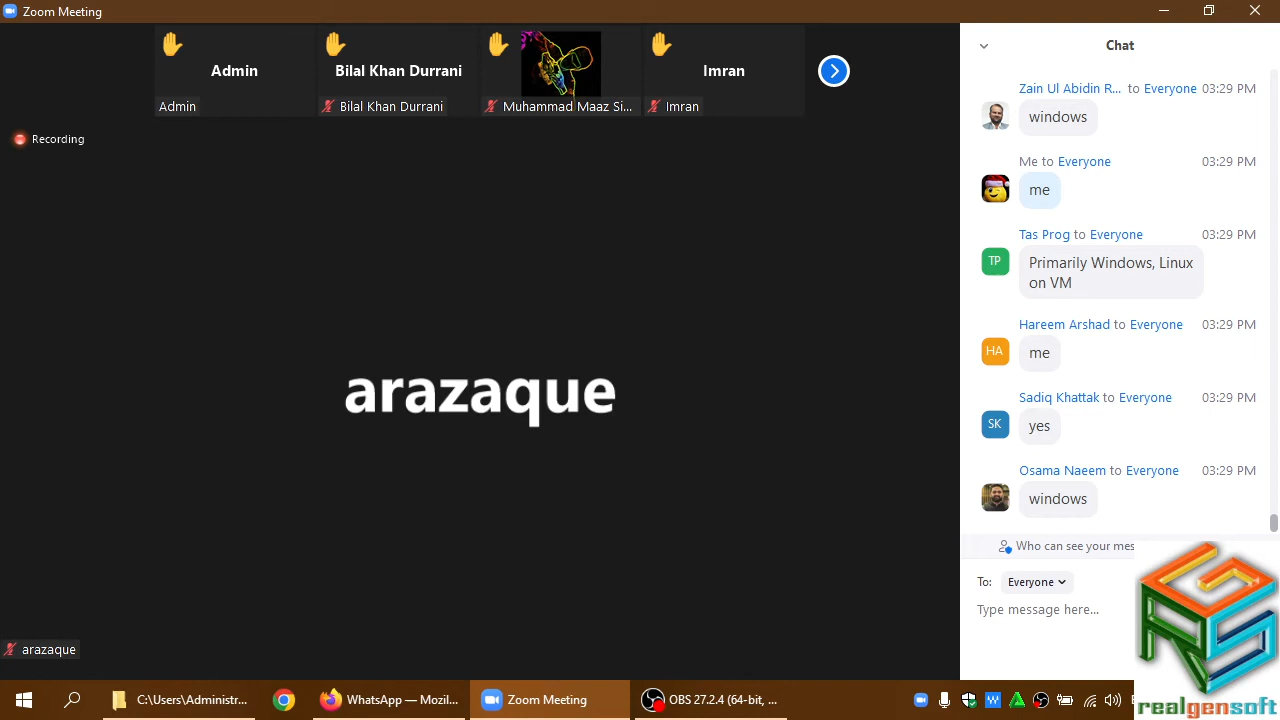 Zoom Meeting
Admin
Bilal Khan Durrani
Imran
Admin
Bilal Khan Durrani
Muhammad Maaz Si...
Imran
Recording
arazaque
arazaque
Chat
Zain Ul Abidin R... to Everyone 03:29 PM
windows
Me to Everyone 03:29 PM
me
Tas Prog to Everyone 03:29 PM
TP
Primarily Windows, Linux
on VM
Hareem Arshad to Everyone 03:29 PM
HA
me
Sadiq Khattak to Everyone 03:29 PM
SK
yes
Osama Naeem to Everyone 03:29 PM
windows
Who can see your mes
To: Everyone
Type message here...
C:\Users\Administr...
WhatsApp — Mozil...
Zoom Meeting
OBS 27.2.4 (64-bit, ...
realgensoft